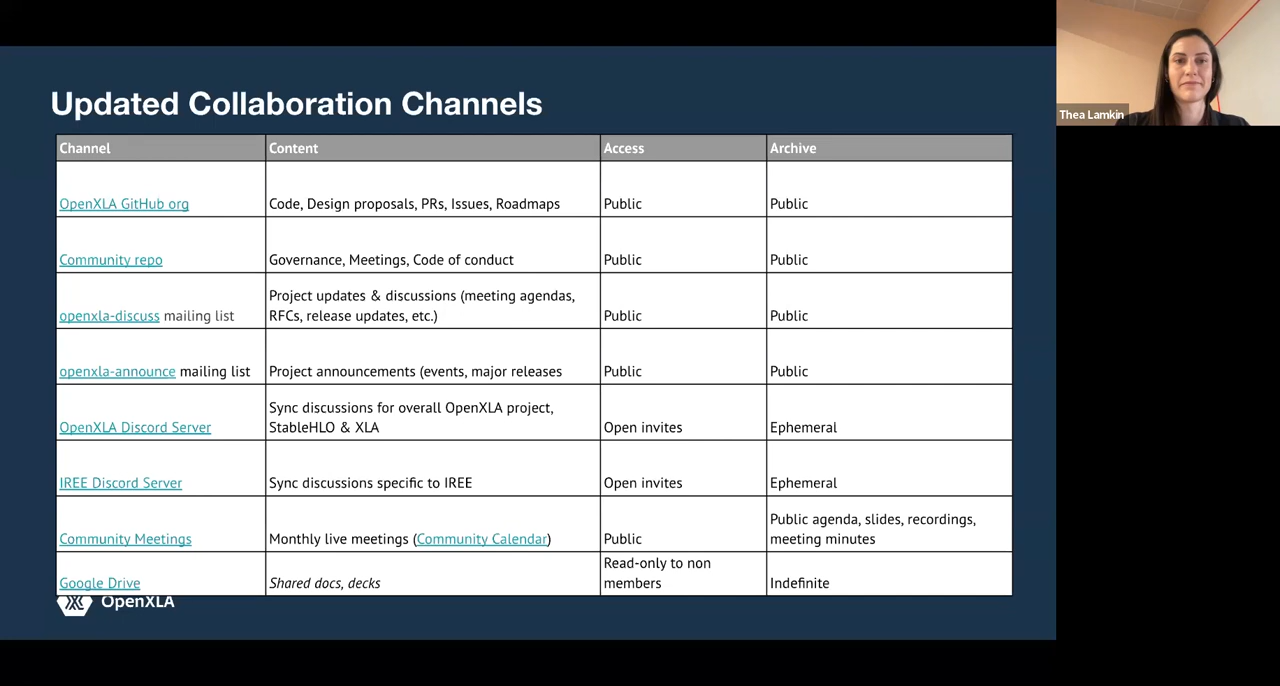 Updated Collaboration Channels
Channel Content Access Archive
OpenXLA GitHub org Code, Design proposals, PRs, Issues, Roadmaps Public Public
Community repo Governance, Meetings, Code of conduct Public Public
Project updates & discussions (meeting agendas,
openxla-discuss mailing list RFCs, release updates, etc.) Public Public
openxla-announce mailing list Project announcements (events, major releases Public Public
Sync discussions for overall OpenXLA project,
OpenXLA Discord Server StableHLO & XLA Open invites Ephemeral
IREE Discord Server Sync discussions specific to IREE Open invites Ephemeral
Public agenda, slides, recordings,
Community Meetings Monthly live meetings (Community Calendar) Public meeting minutes
Read-only to non
Google Drive Shared docs, decks members Indefinite
OpenXLA
Thea Lamkin